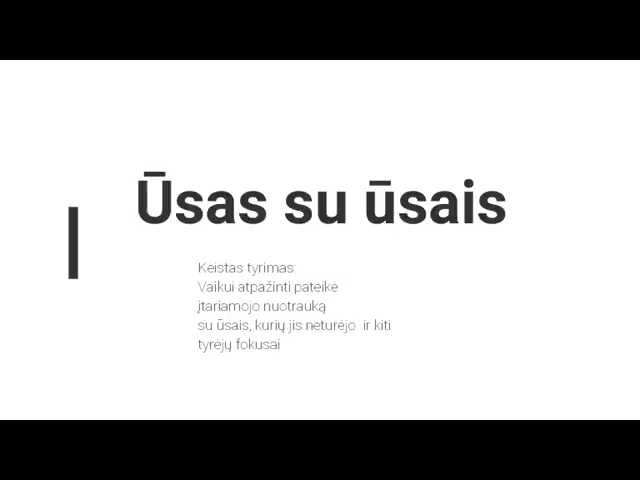 Ūsas su ūsais
Keistas tyrimas:
Vaikui atpažinti pateikė
įtariamojo nuotrauką
su ūsais, kurių jis neturėjo ir kiti
tyrėjų fokusai